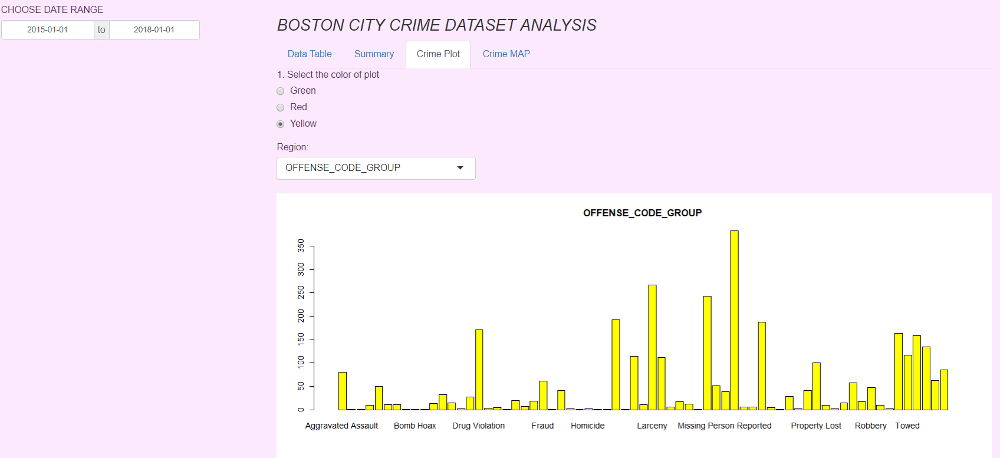 CHOOSE DATE RANGE
2015-01-01 to 2018-01-01
BOSTON CITY CRIME DATASET ANALYSIS
Data Table Summary Crime Plot Crime MAP
1. Select the color of plot
Green
Red
Yellow
Region:
OFFENSE_CODE_GROUP
OFFENSE_CODE_GROUP
350
300
250
200
150
100
50
0
Aggravated Assault Bomb Hoax Drug Violation Fraud Homicide Larceny Missing Person Reported Property Lost Robbery Towed